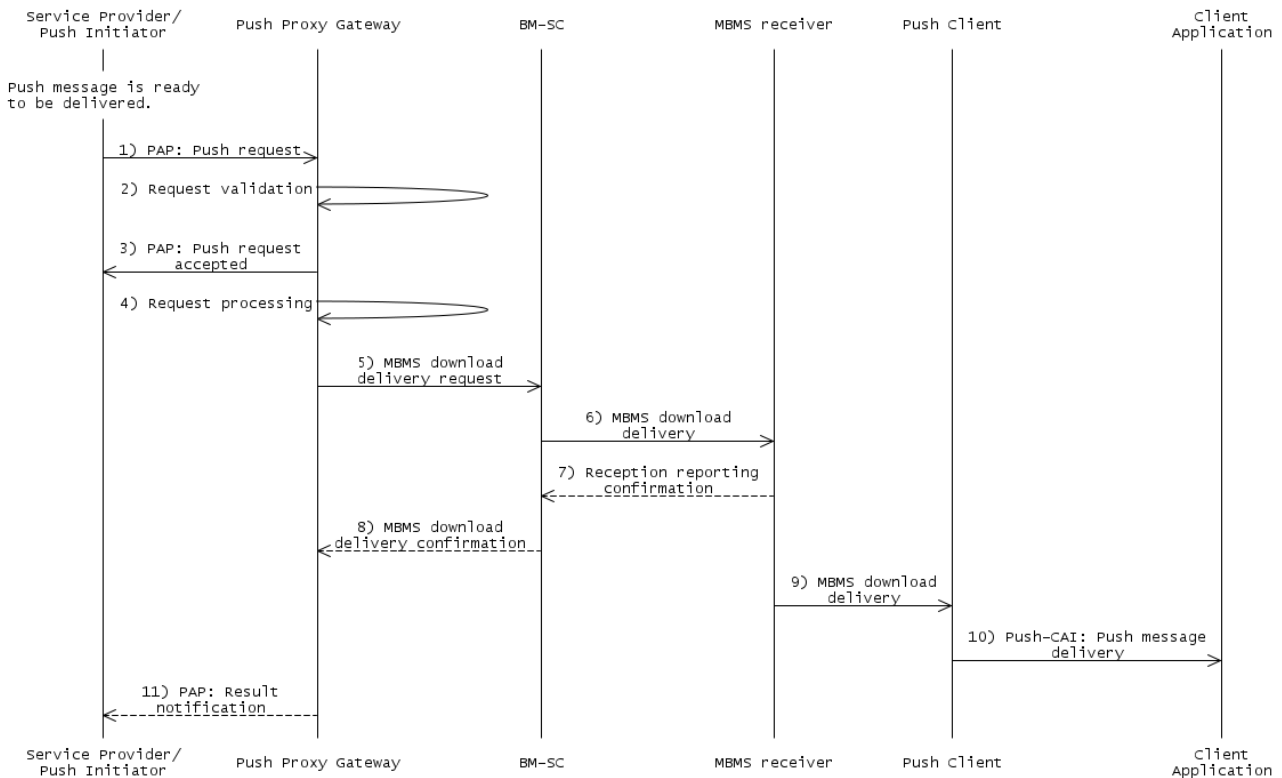 Service Provider/
Push Initiator
Push Proxy Gateway
BM-SC
MBMS receiver
Push Client
Client
Application
Push message is ready
to be delivered.
1) PAP: Push request
2) Request validation
3) PAP: Push request
accepted
4) Request processing
5) MBMS download
delivery request
6) MBMS download
delivery
7) Reception reporting
confirmation
8) MBMS download
delivery confirmation
9) MBMS download
delivery
10) Push-CAI: Push message
delivery
11) PAP: Result
notification
Service Provider/
Push Initiator
Push Proxy Gateway
BM-SC
MBMS receiver
Push Client
Client
Application